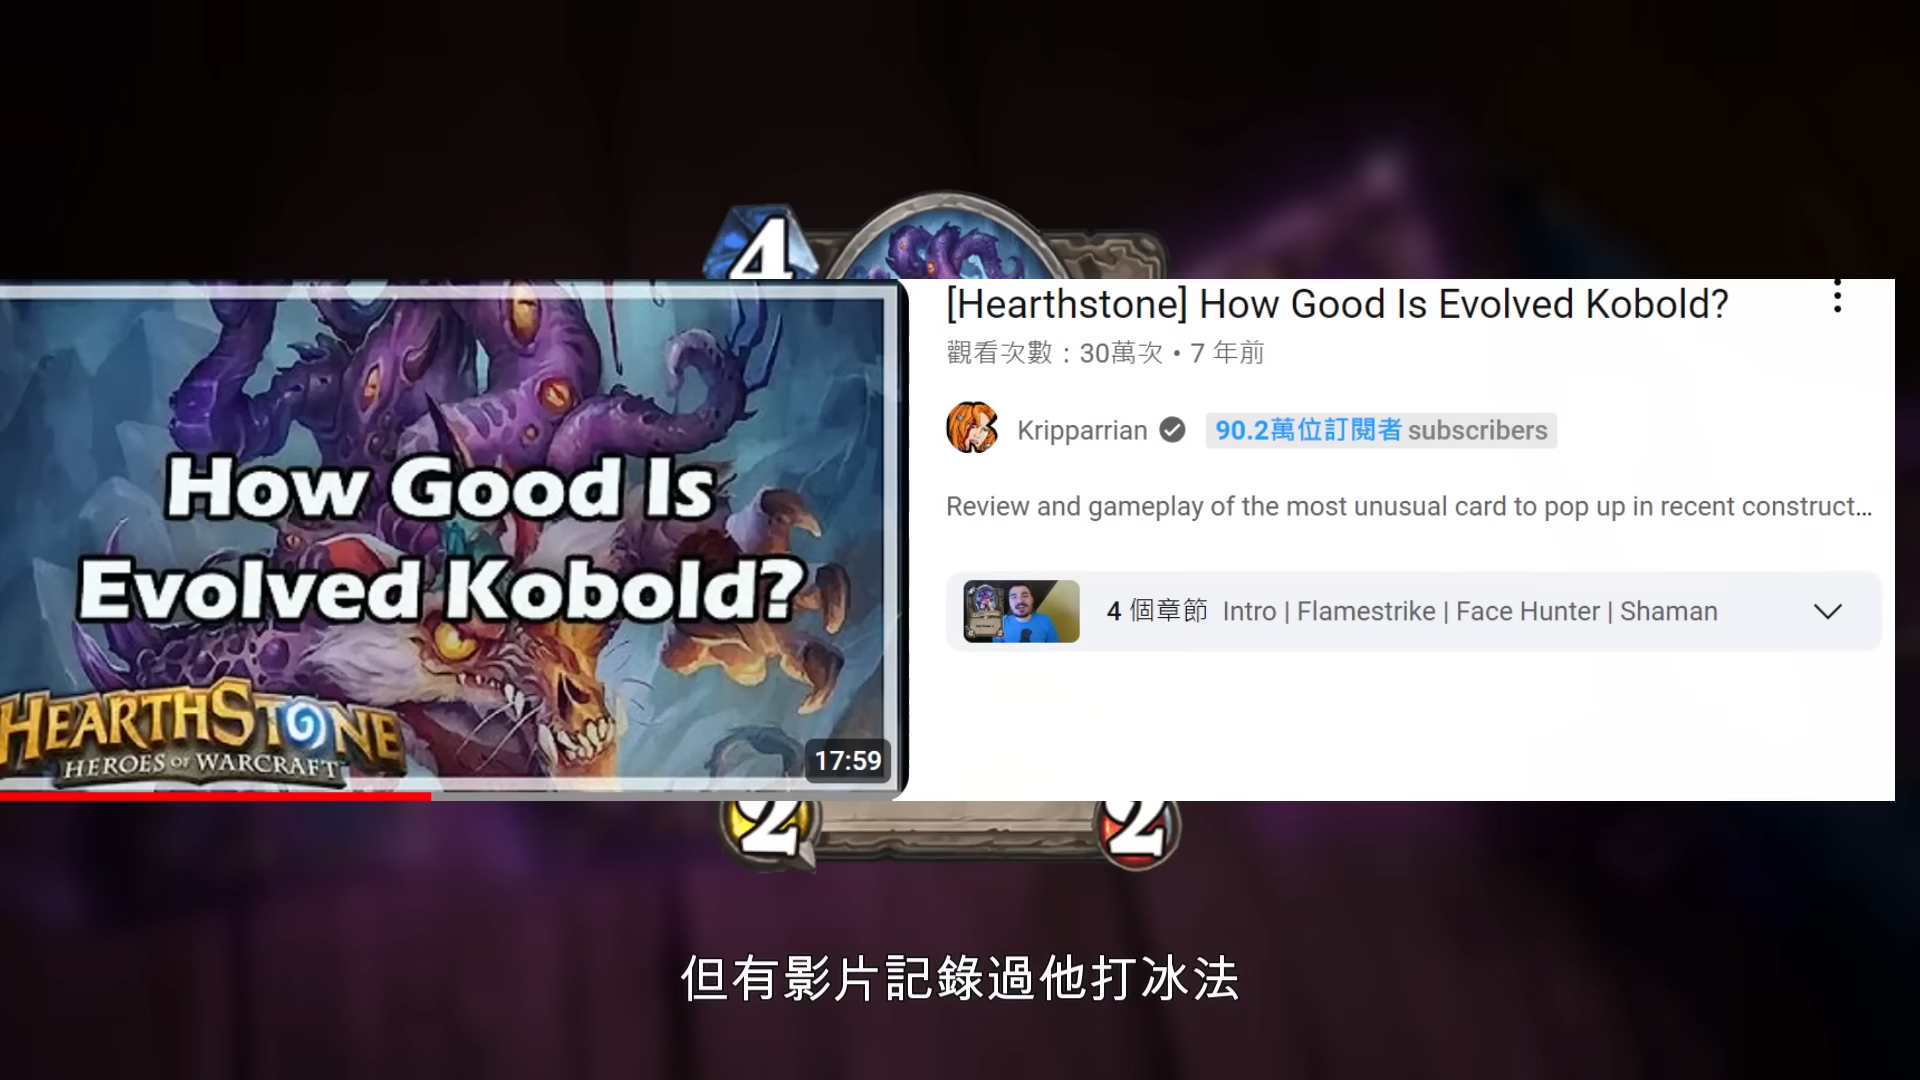 4
[Hearthstone] How Good Is Evolved Kobold?
觀看次數：30萬次 • 7 年前
Kripparrian 90.2萬位訂閱者 subscribers
Review and gameplay of the most unusual card to pop up in recent construct...
4 個章節 Intro | Flamestrike | Face Hunter | Shaman
How Good Is
Evolved Kobold?
HEARTHSTONE
HEROES OF WARCRAFT
17:59
2 2
但有影片記錄過他打冰法